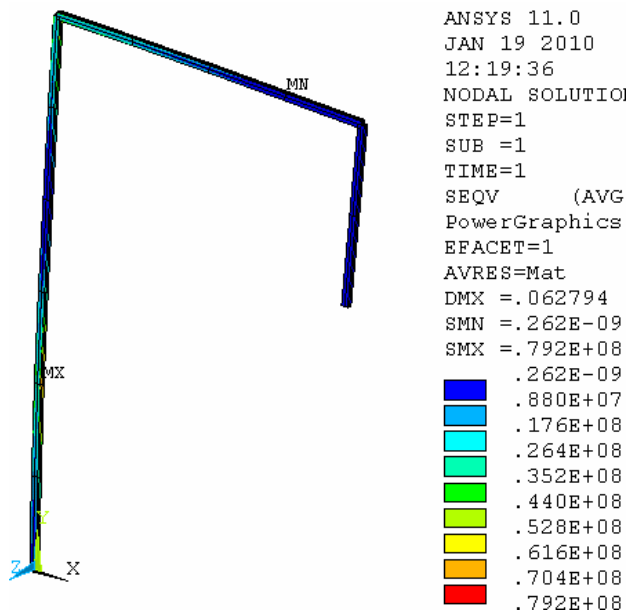 ANSYS 11.0
JAN 19 2010
12:19:36
NODAL SOLUTION
STEP=1
SUB =1
TIME=1
SEQV (AVG
PowerGraphics
EFACET=1
AVRES=Mat
DMX =.062794
SMN =.262E-09
SMX =.792E+08
.262E-09
.880E+07
.176E+08
.264E+08
.352E+08
.440E+08
.528E+08
.616E+08
.704E+08
.792E+08
MN
MX
Y
Z
X